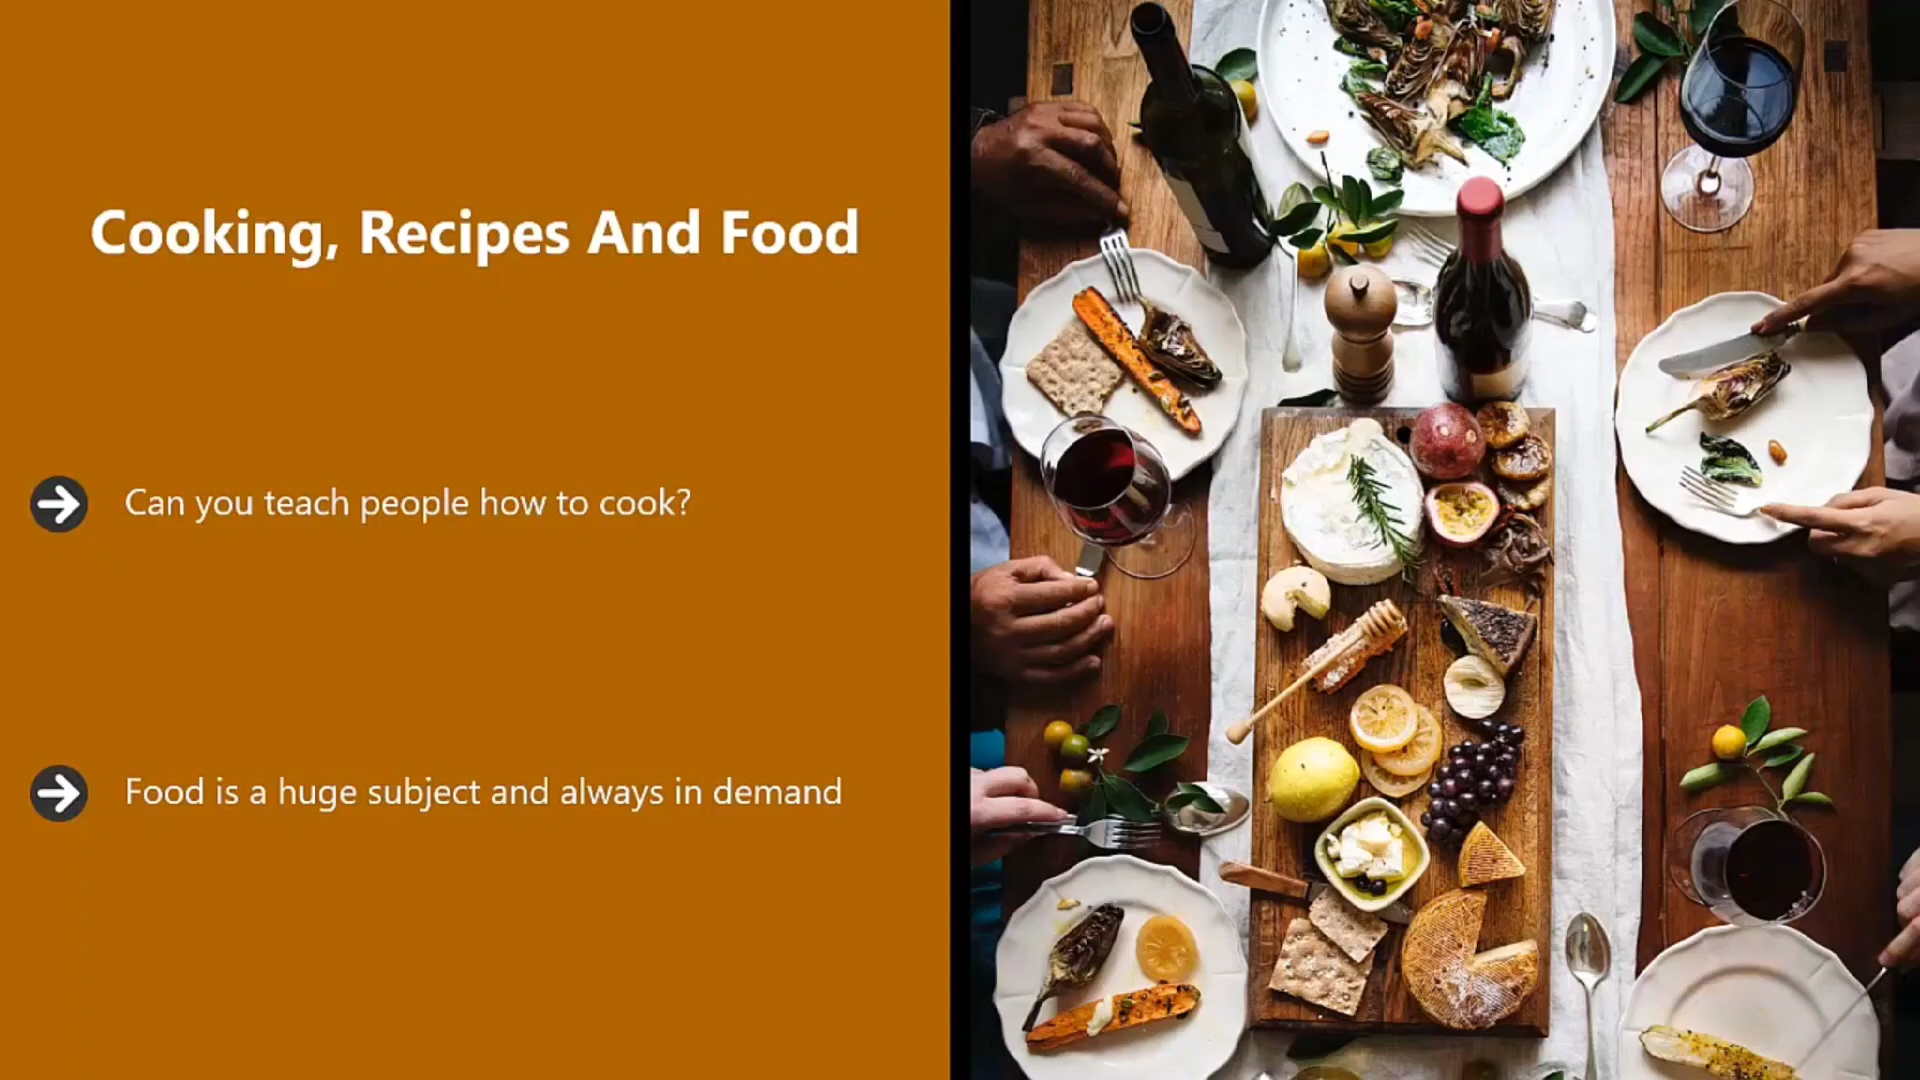 Cooking, Recipes And Food
Can you teach people how to cook?
Food is a huge subject and always in demand